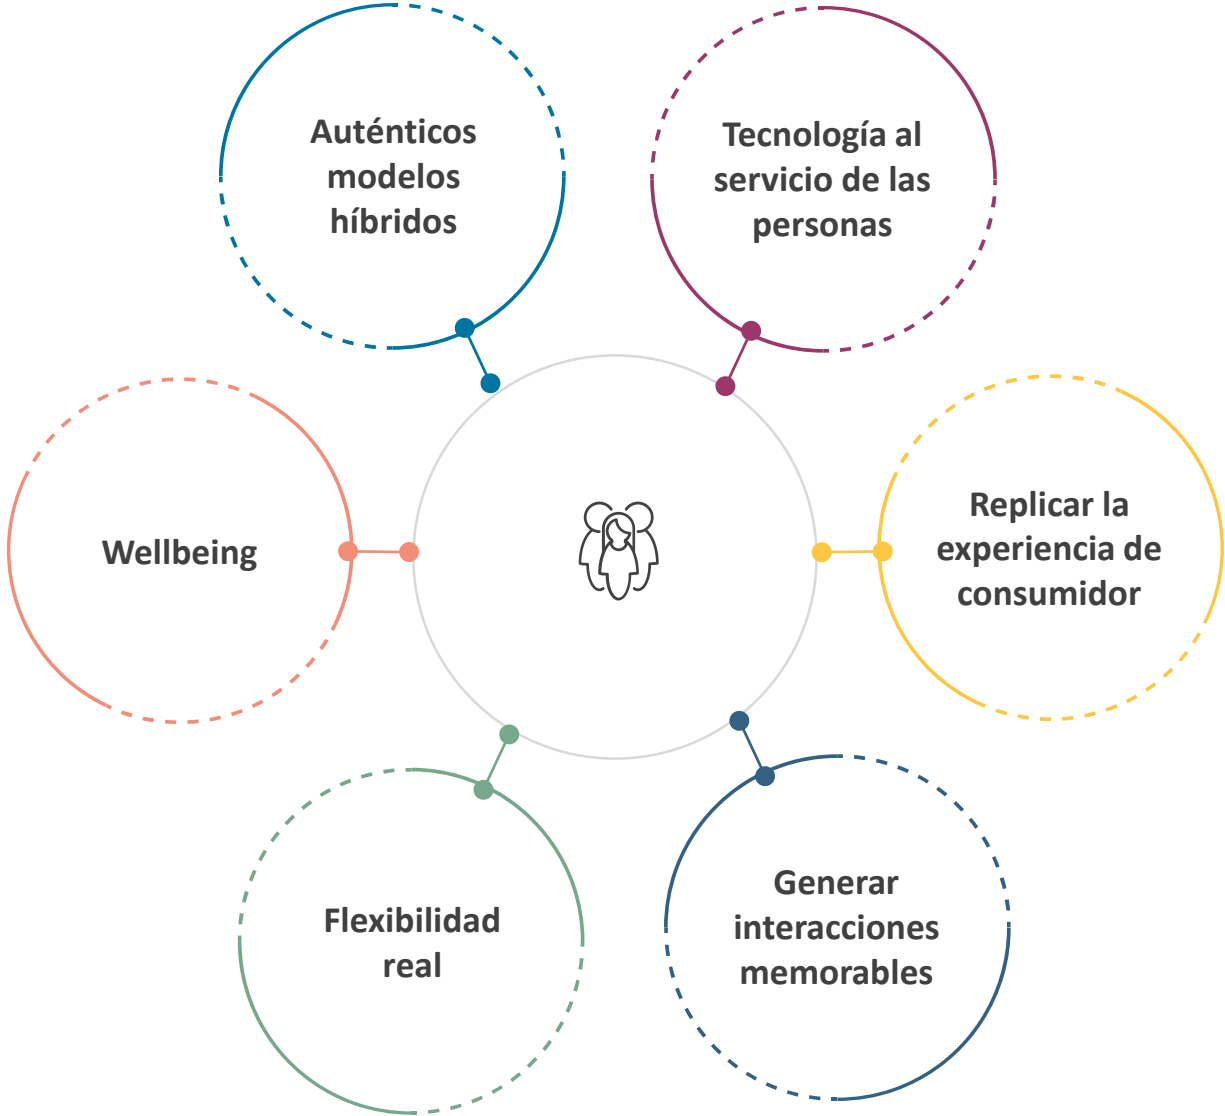 Auténticos
modelos
híbridos
Tecnología al
servicio de las
personas
Replicar la
experiencia de
consumidor
Generar
interacciones
memorables
Flexibilidad
real
Wellbeing